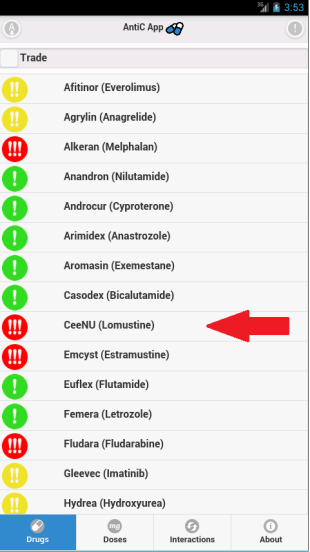 3G 3:53
AntiC App
Trade
!! Afitinor (Everolimus)
!! Agrylin (Anagrelide)
!!! Alkeran (Melphalan)
! Anandron (Nilutamide)
! Androcur (Cyproterone)
! Arimidex (Anastrozole)
! Aromasin (Exemestane)
! Casodex (Bicalutamide)
!!! CeeNU (Lomustine)
!!! Emcyst (Estramustine)
! Euflex (Flutamide)
! Femera (Letrozole)
!!! Fludara (Fludarabine)
!! Gleevec (Imatinib)
!! Hydrea (Hydroxyurea)
mg
Drugs Doses Interactions About